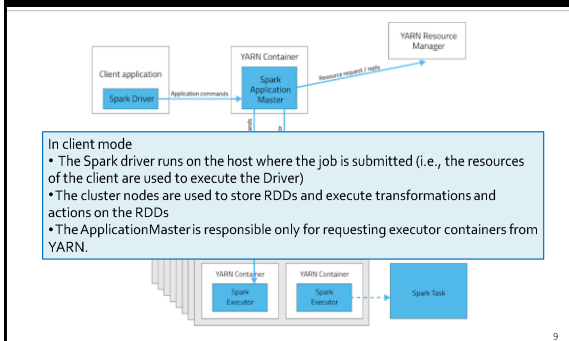 YARN Resource
Manager
YARN Container
Client application
Spark
Application
Master
Spark Driver
Application commands
Resource request / reply
In client mode
• The Spark driver runs on the host where the job is submitted (i.e., the resources
of the client are used to execute the Driver)
•The cluster nodes are used to store RDDs and execute transformations and
actions on the RDDs
•The ApplicationMaster is responsible only for requesting executor containers from
YARN.
YARN Container
YARN Container
Spark
Executor
Spark
Executor
Spark Task
9